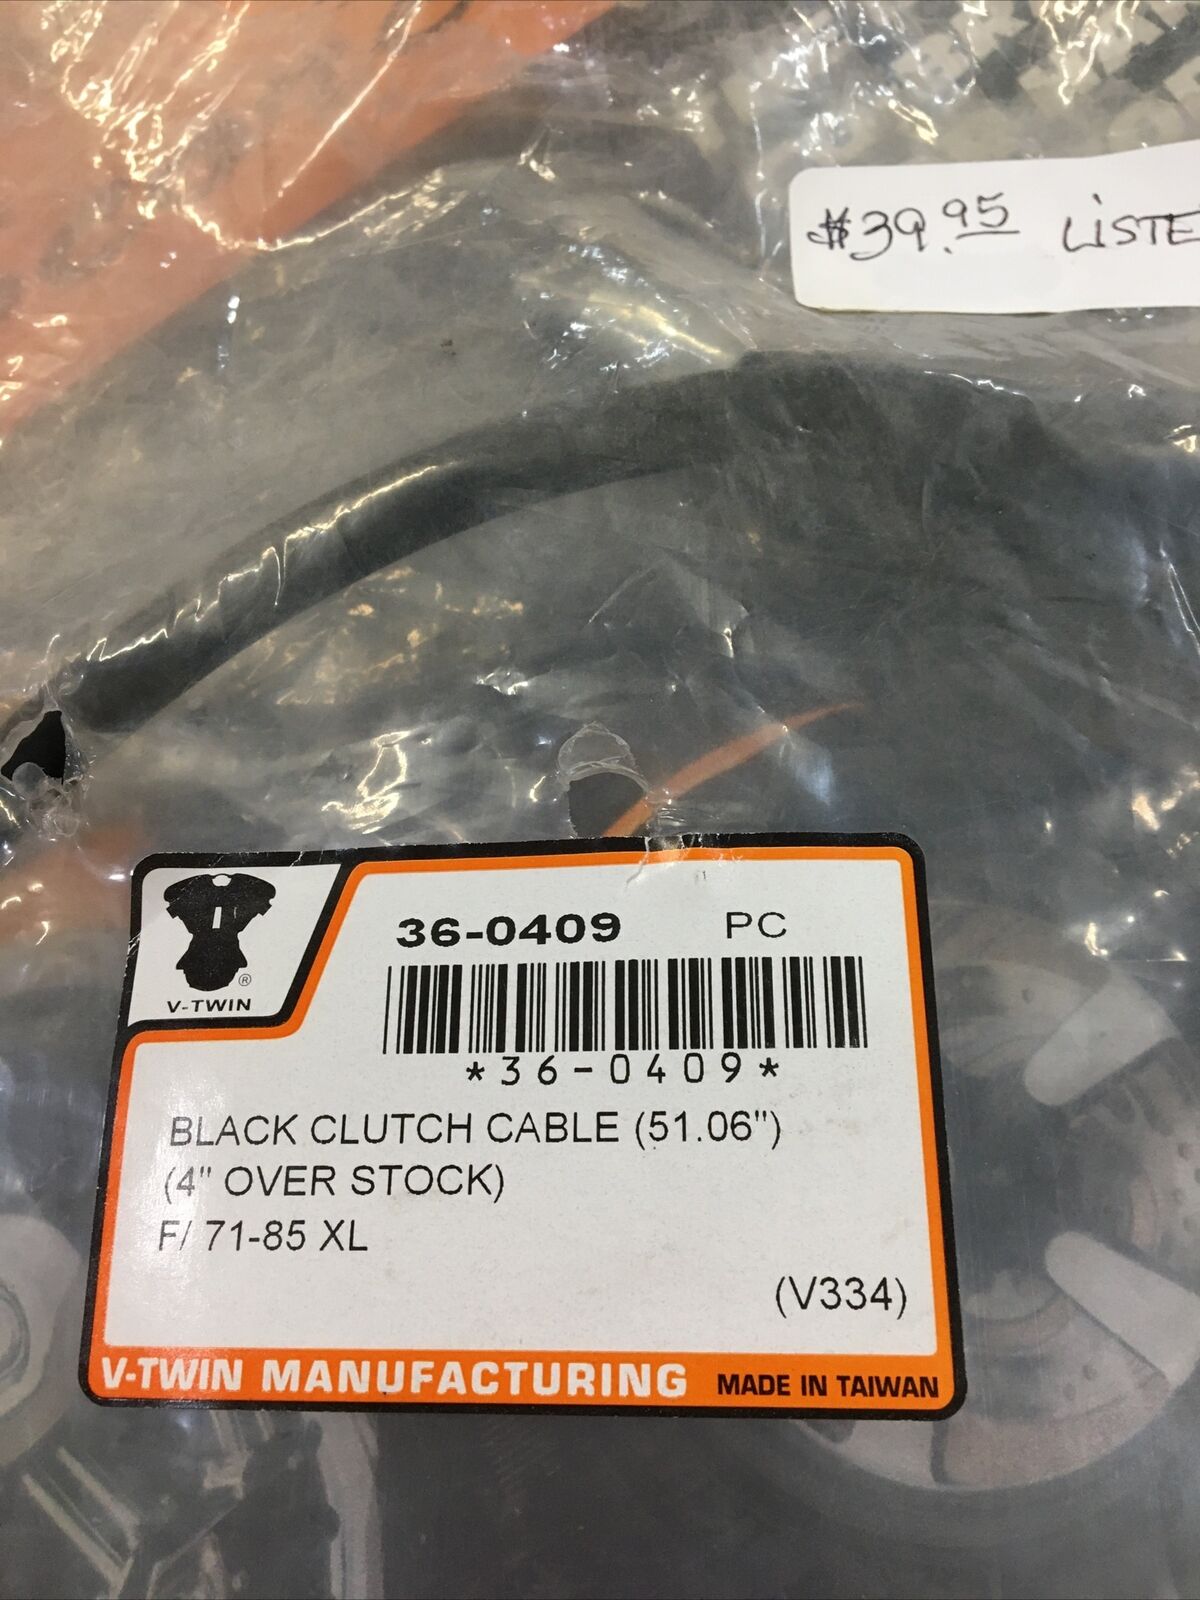 $39.95 LISTE
36-0409 PC
® V-TWIN
*36-0409*
BLACK CLUTCH CABLE (51.06")
(4" OVER STOCK)
F/ 71-85 XL
(V334)
V-TWIN MANUFACTURING MADE IN TAIWAN